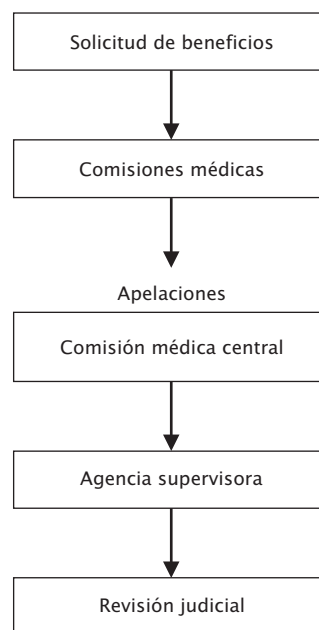 Solicitud de beneficios
Comisiones médicas
Apelaciones
Comisión médica central
Agencia supervisora
Revisión judicial